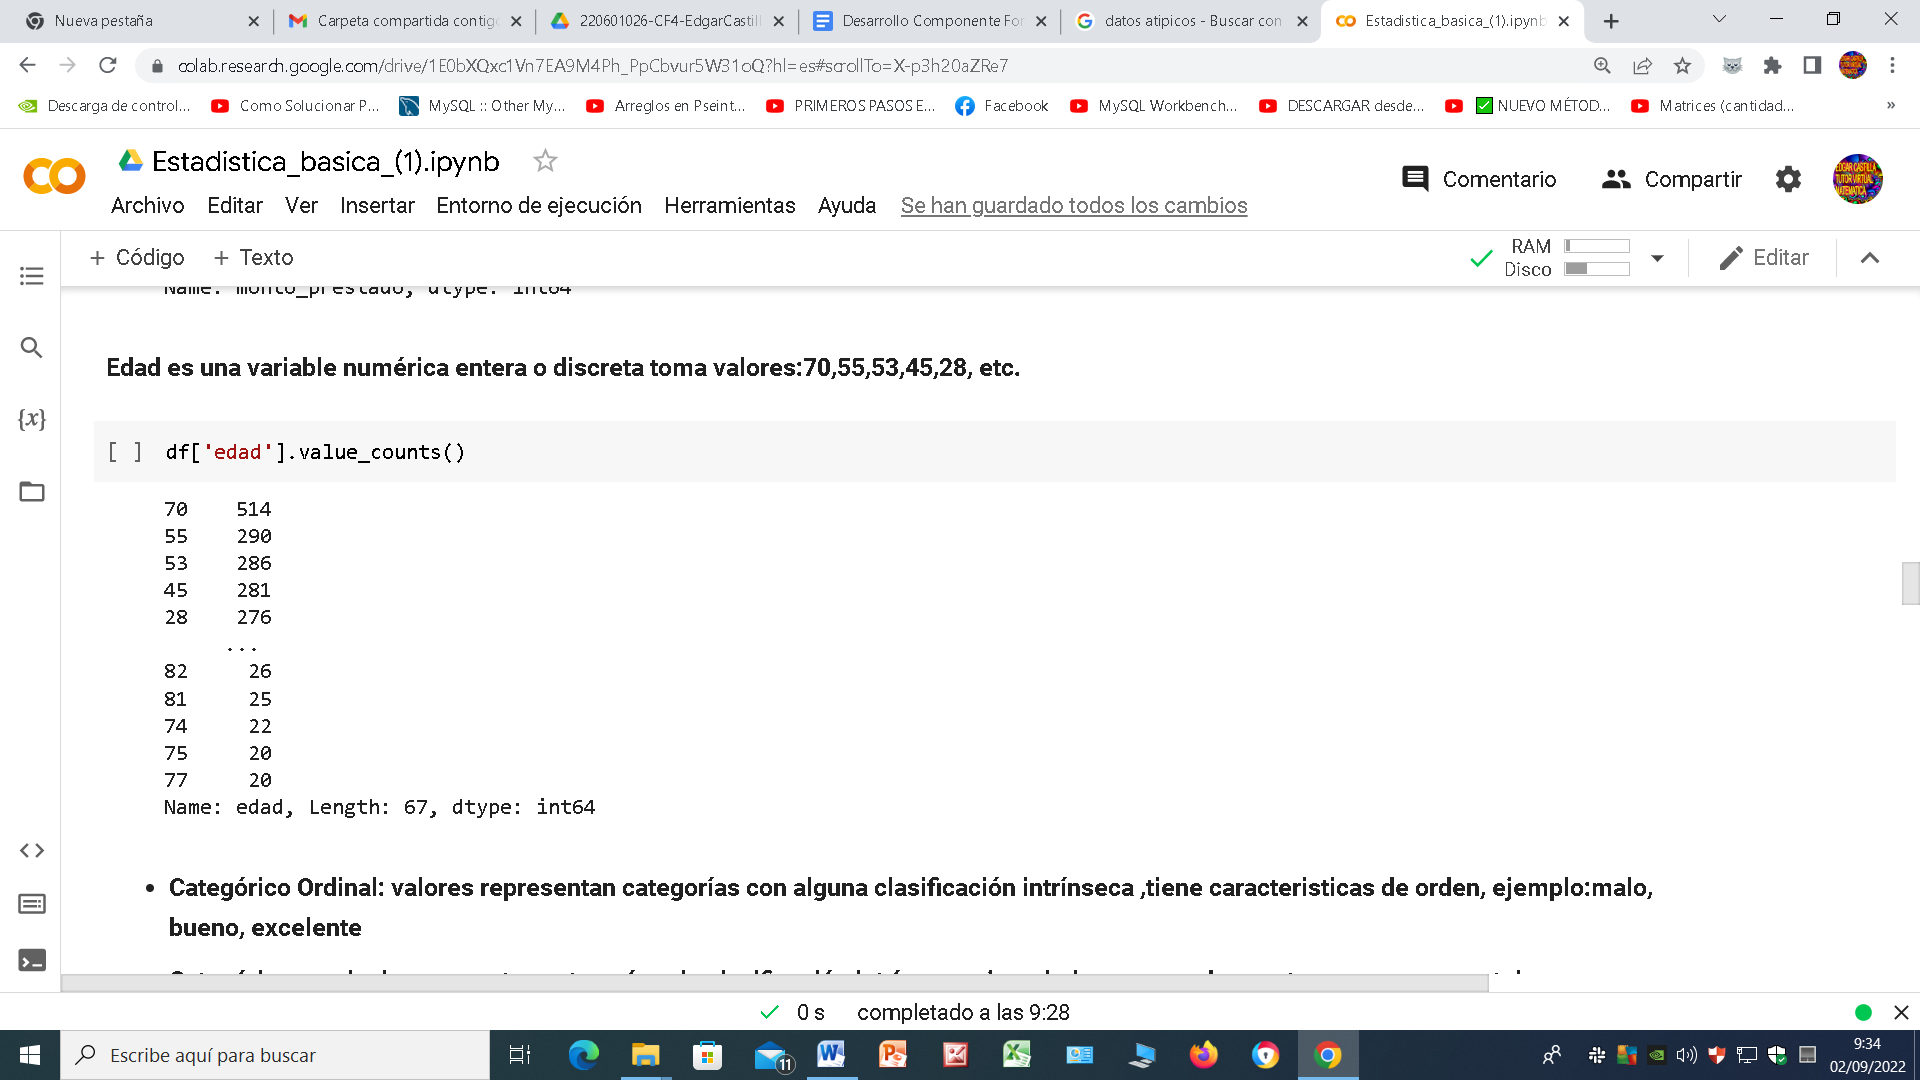 Nueva pestaña
Carpeta compartida contig
220601026-CF4-EdgarCastill
Desarrollo Componente For
datos atipicos - Buscar con
Estadistica_basica_(1).ipynb
colab.research.google.com/drive/1E0bXQxc1Vn7EA9M4Ph_PpCbvur5W31oQ?hl=es#scrollTo=X-p3h20aZRe7
Descarga de control...
Como Solucionar P...
MySQL :: Other My...
Arreglos en Pseint...
PRIMEROS PASOS E...
Facebook
MySQL Workbench...
DESCARGAR desde...
NUEVO MÉTOD...
Matrices (cantidad...
»
Estadistica_basica_(1).ipynb
Comentario
Compartir
EDGAR CASTILLA
TUTOR VIRTUAL
MATEMATICA
Archivo Editar Ver Insertar Entorno de ejecución Herramientas Ayuda Se han guardado todos los cambios
+ Código + Texto
RAM
Disco
Editar
Name: monto_prestado, dtype: int64
Edad es una variable numérica entera o discreta toma valores:70,55,53,45,28, etc.
[ ] df['edad'].value_counts()
70 514
55 290
53 286
45 281
28 276
...
82 26
81 25
74 22
75 20
77 20
Name: edad, Length: 67, dtype: int64
• Categórico Ordinal: valores representan categorías con alguna clasificación intrínseca ,tiene caracteristicas de orden, ejemplo:malo,
bueno, excelente
0 s completado a las 9:28
Escribe aquí para buscar
11
9:34
02/09/2022